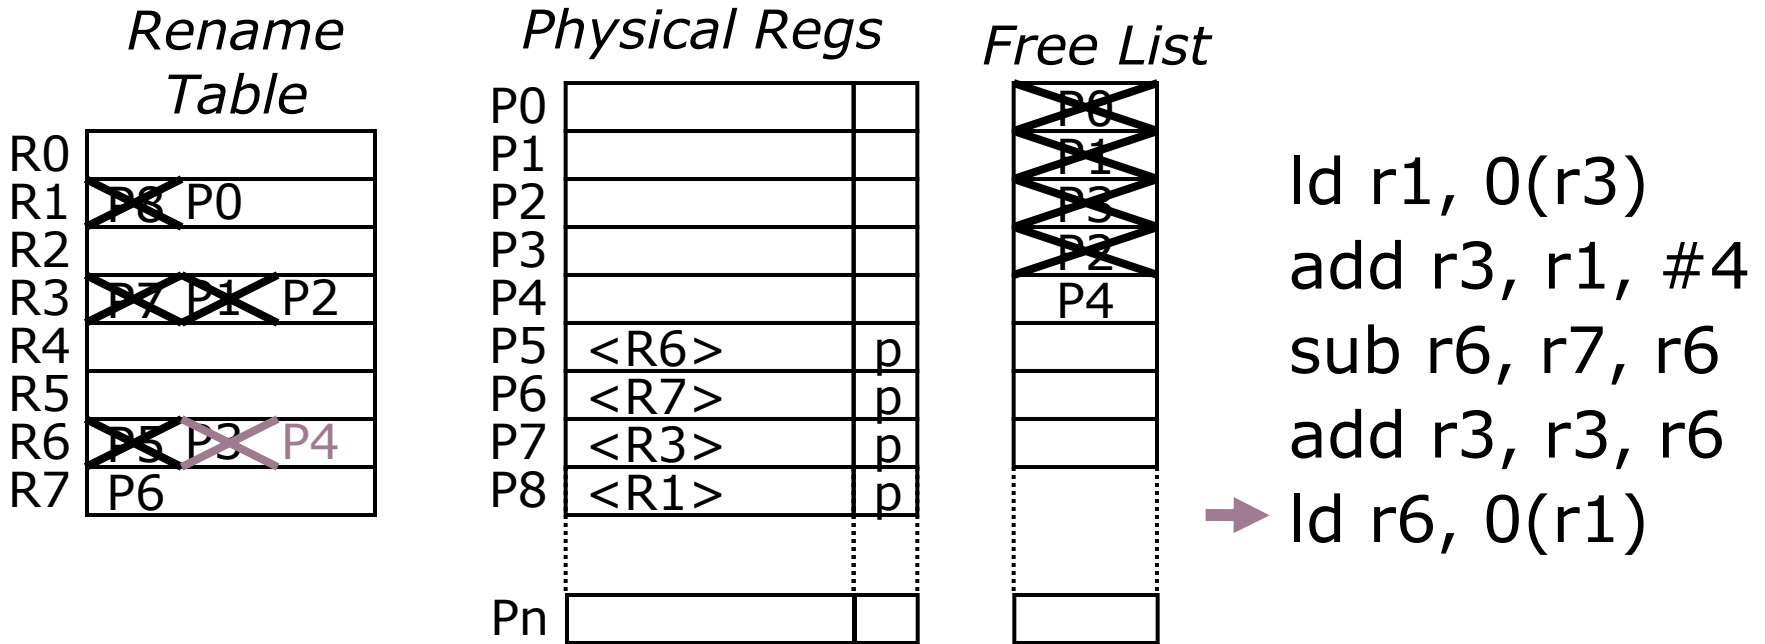 Rename
Table
R0
R1 P8 P0
R2
R3 P7 P1 P2
R4
R5
R6 P5 P3 P4
R7 P6
Physical Regs
P0
P1
P2
P3
P4
P5 <R6> p
P6 <R7> p
P7 <R3> p
P8 <R1> p
Pn
Free List
P0
P1
P3
P2
P4
ld r1, 0(r3)
add r3, r1, #4
sub r6, r7, r6
add r3, r3, r6
ld r6, 0(r1)